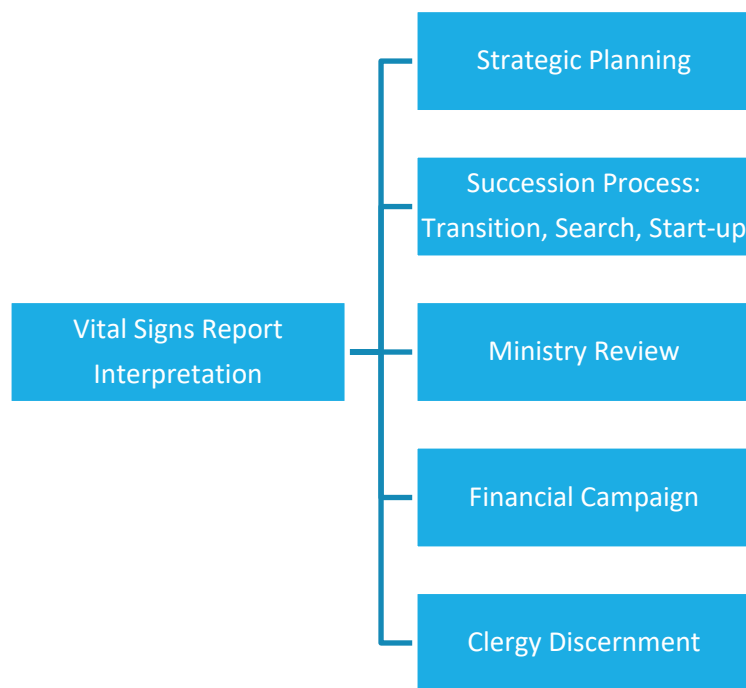 Strategic Planning
Succession Process:
Transition, Search, Start-up
Vital Signs Report
Interpretation
Ministry Review
Financial Campaign
Clergy Discernment